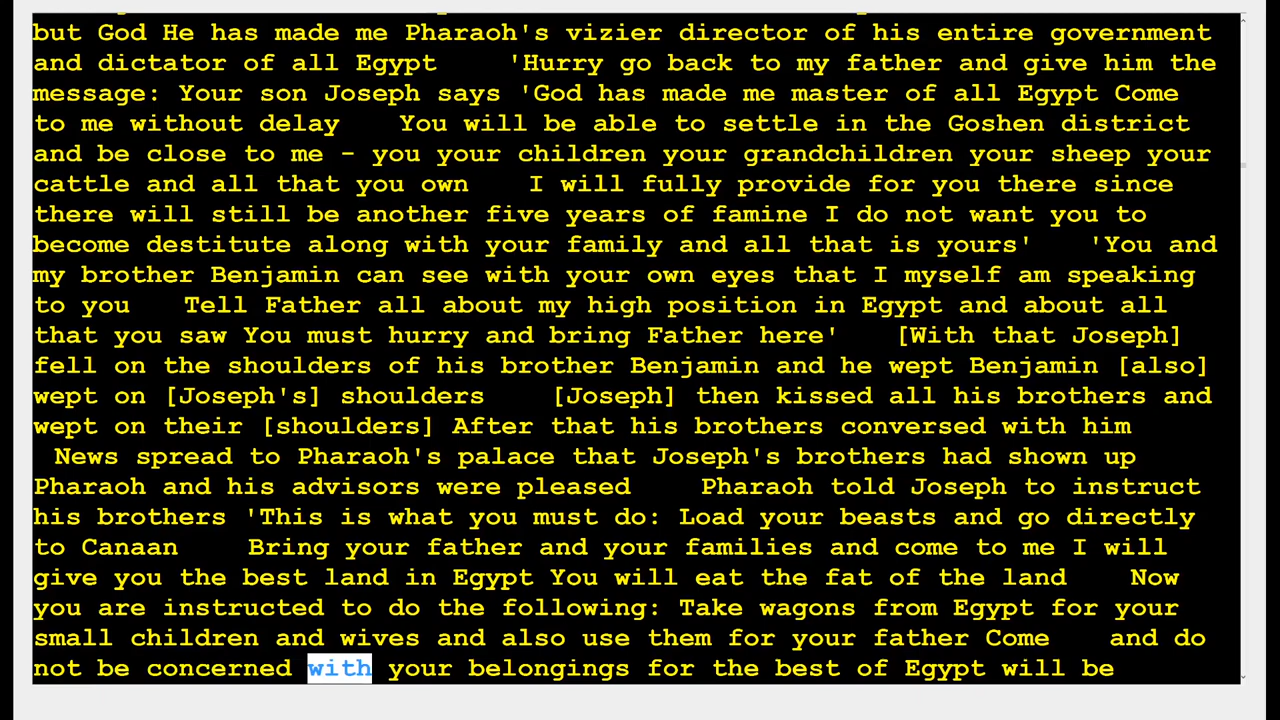 but God He has made me Pharaoh's vizier director of his entire government
and dictator of all Egypt 'Hurry go back to my father and give him the
message: Your son Joseph says 'God has made me master of all Egypt Come
to me without delay You will be able to settle in the Goshen district
and be close to me - you your children your grandchildren your sheep your
cattle and all that you own I will fully provide for you there since
there will still be another five years of famine I do not want you to
become destitute along with your family and all that is yours' 'You and
my brother Benjamin can see with your own eyes that I myself am speaking
to you Tell Father all about my high position in Egypt and about all
that you saw You must hurry and bring Father here' [With that Joseph]
fell on the shoulders of his brother Benjamin and he wept Benjamin [also]
wept on [Joseph's] shoulders [Joseph] then kissed all his brothers and
wept on their [shoulders] After that his brothers conversed with him
News spread to Pharaoh's palace that Joseph's brothers had shown up
Pharaoh and his advisors were pleased Pharaoh told Joseph to instruct
his brothers 'This is what you must do: Load your beasts and go directly
to Canaan Bring your father and your families and come to me I will
give you the best land in Egypt You will eat the fat of the land Now
you are instructed to do the following: Take wagons from Egypt for your
small children and wives and also use them for your father Come and do
not be concerned with your belongings for the best of Egypt will be